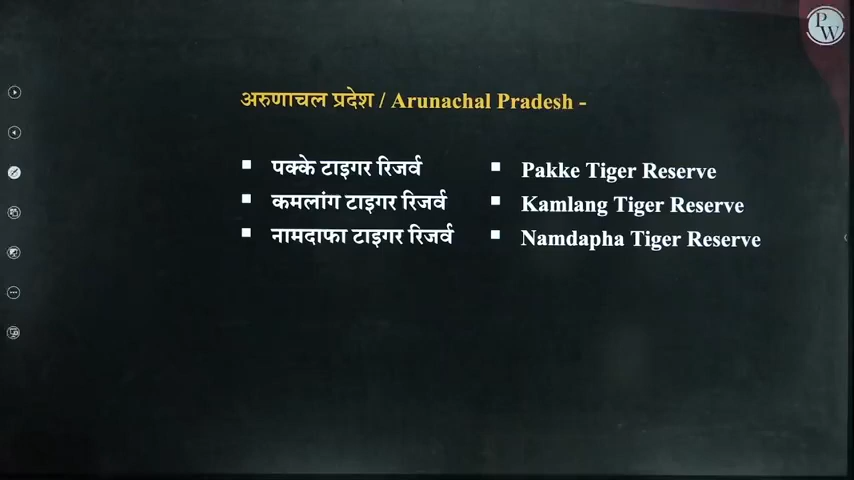 PW
अरुणाचल प्रदेश / Arunachal Pradesh -
▪ पक्के टाइगर रिजर्व ▪ Pakke Tiger Reserve
▪ कमलांग टाइगर रिजर्व ▪ Kamlang Tiger Reserve
▪ नामदाफा टाइगर रिजर्व ▪ Namdapha Tiger Reserve